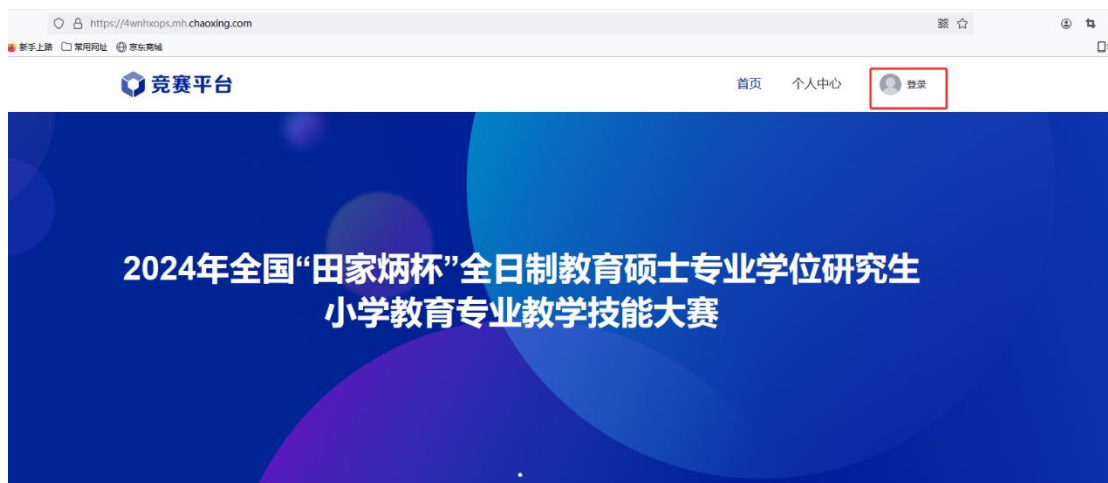 https://4wnhxops.mh.chaoxing.com
新手上路 常用网址 京东商城
竞赛平台 首页 个人中心 登录
2024年全国“田家炳杯”全日制教育硕士专业学位研究生
小学教育专业教学技能大赛